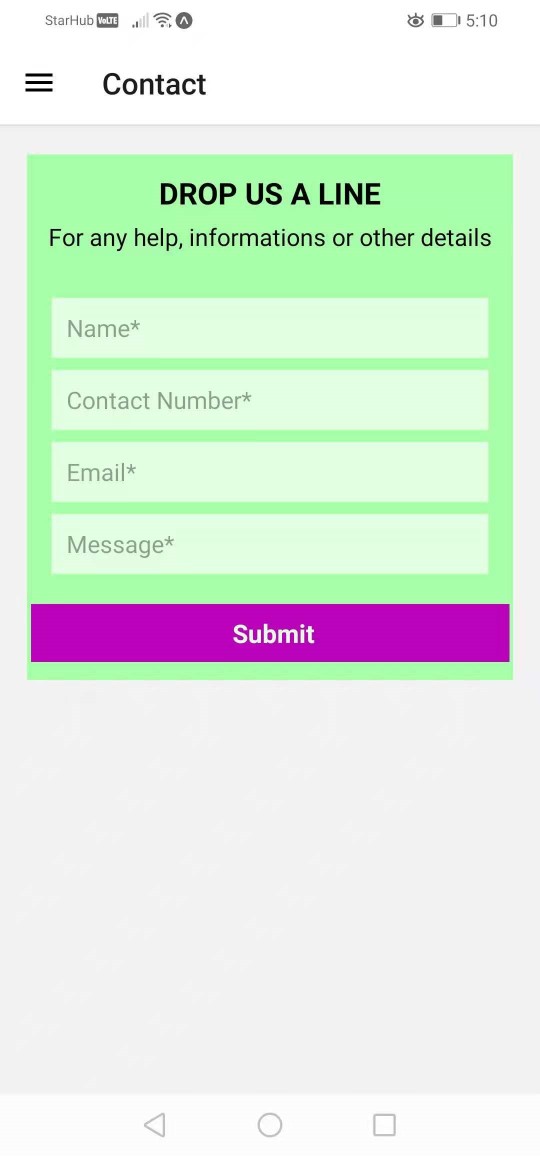 StarHub VoLTE 5:10
Contact
DROP US A LINE
For any help, informations or other details
Name*
Contact Number*
Email*
Message*
Submit